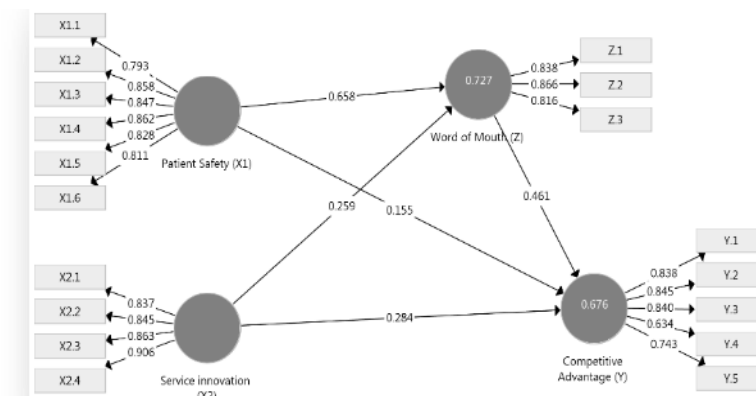 X1.1
X1.2
X1.3
X1.4
X1.5
X1.6
0.793
0.858
0.847
0.862
0.828
0.811
Patient Safety (X1)
0.658
0.727
Word of Mouth (Z)
0.838
0.866
0.816
Z.1
Z.2
Z.3
0.259
0.155
0.461
X2.1
X2.2
X2.3
X2.4
0.837
0.845
0.863
0.906
Service innovation
(X2)
0.284
0.676
Competitive
Advantage (Y)
0.838
0.845
0.840
0.634
0.743
Y.1
Y.2
Y.3
Y.4
Y.5